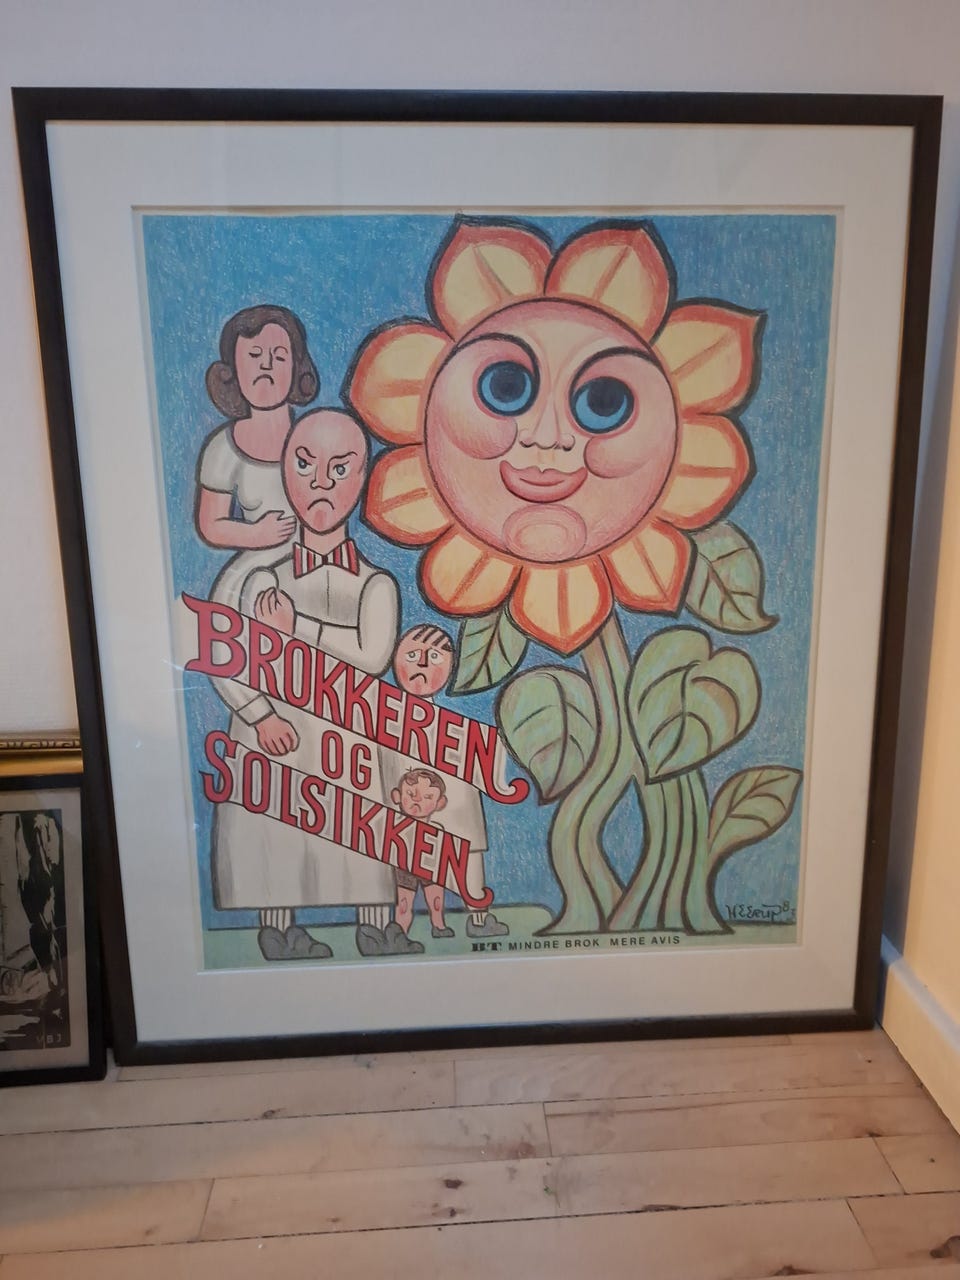 BROKKEREN
OG
SOLSIKKEN
BT MINDRE BROK MERE AVIS